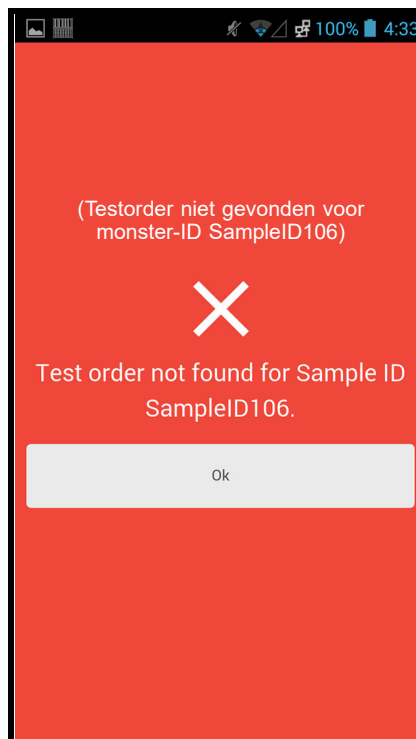 100% 4:33
(Testorder niet gevonden voor
monster-ID SampleID106)
Test order not found for Sample ID
SampleID106.
Ok